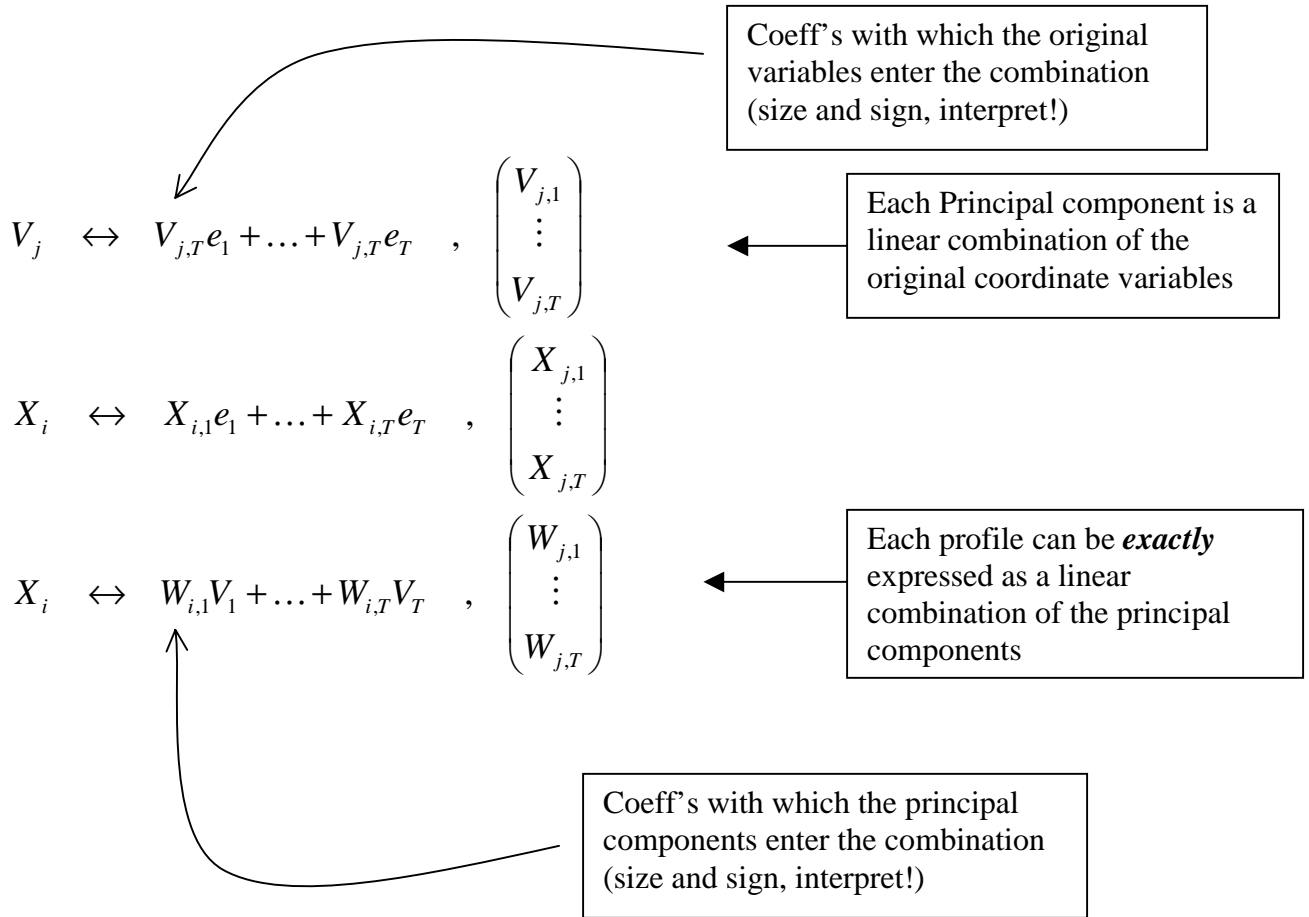 Coeff's with which the original
variables enter the combination
(size and sign, interpret!)
V_j ↔ V_{j,T}e_1 + … + V_{j,T}e_T , (V_{j,1} ⋮ V_{j,T})
Each Principal component is a
linear combination of the
original coordinate variables
X_i ↔ X_{i,1}e_1 + … + X_{i,T}e_T , (X_{j,1} ⋮ X_{j,T})
X_i ↔ W_{i,1}V_1 + … + W_{i,T}V_T , (W_{j,1} ⋮ W_{j,T})
Each profile can be exactly
expressed as a linear
combination of the principal
components
Coeff's with which the principal
components enter the combination
(size and sign, interpret!)